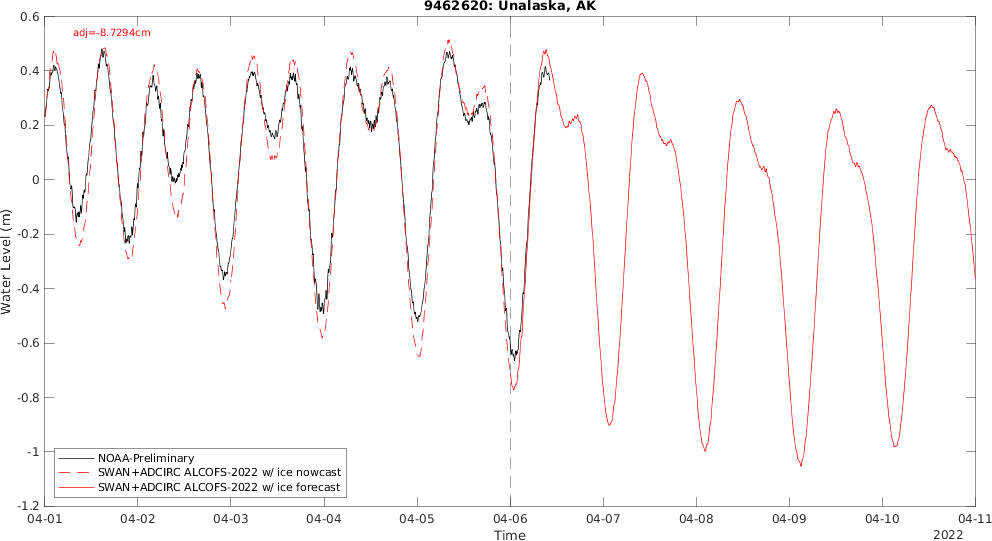 9462620: Unalaska, AK
adj=-8.7294cm
0.6
0.4
0.2
0
-0.2
-0.4
-0.6
-0.8
-1
-1.2
Water Level (m)
NOAA-Preliminary
SWAN+ADCIRC ALCOFS-2022 w/ ice nowcast
SWAN+ADCIRC ALCOFS-2022 w/ ice forecast
04-01 04-02 04-03 04-04 04-05 04-06 04-07 04-08 04-09 04-10 04-11
Time
2022